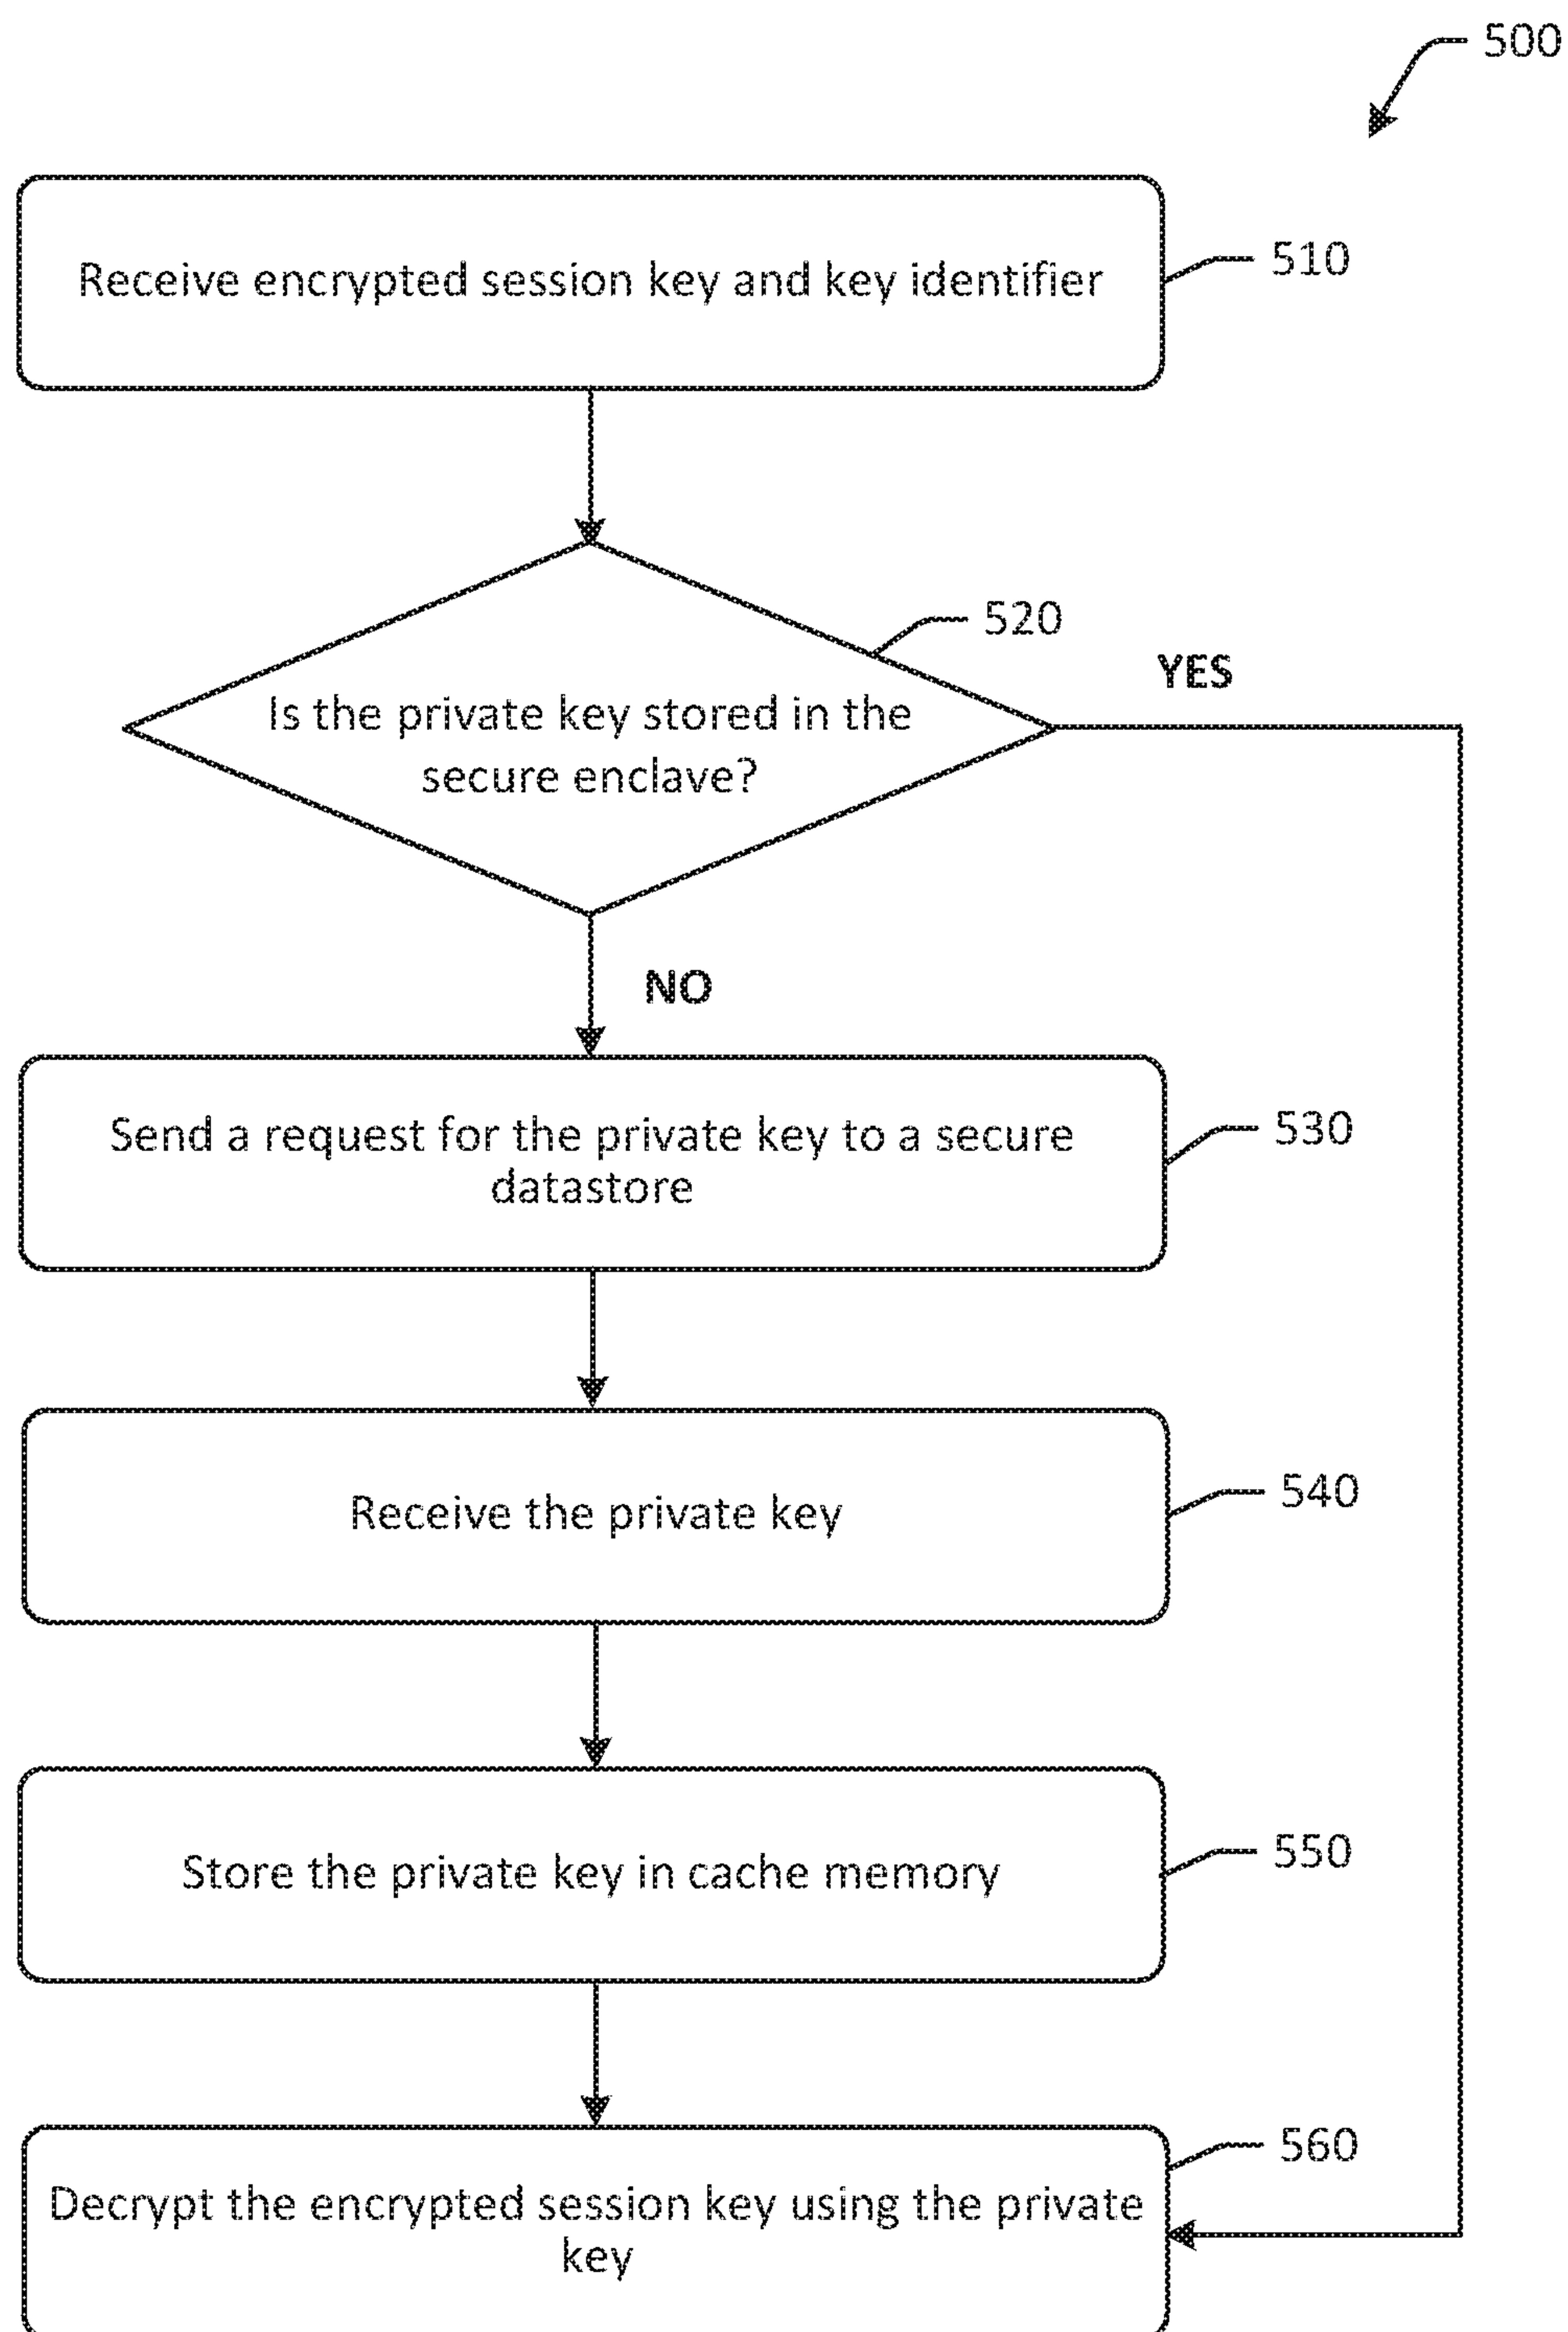 500
Receive encrypted session key and key identifier
510
520
YES
Is the private key stored in the
secure enclave?
NO
Send a request for the private key to a secure
datastore
530
Receive the private key
540
Store the private key in cache memory
550
560
Decrypt the encrypted session key using the private
key